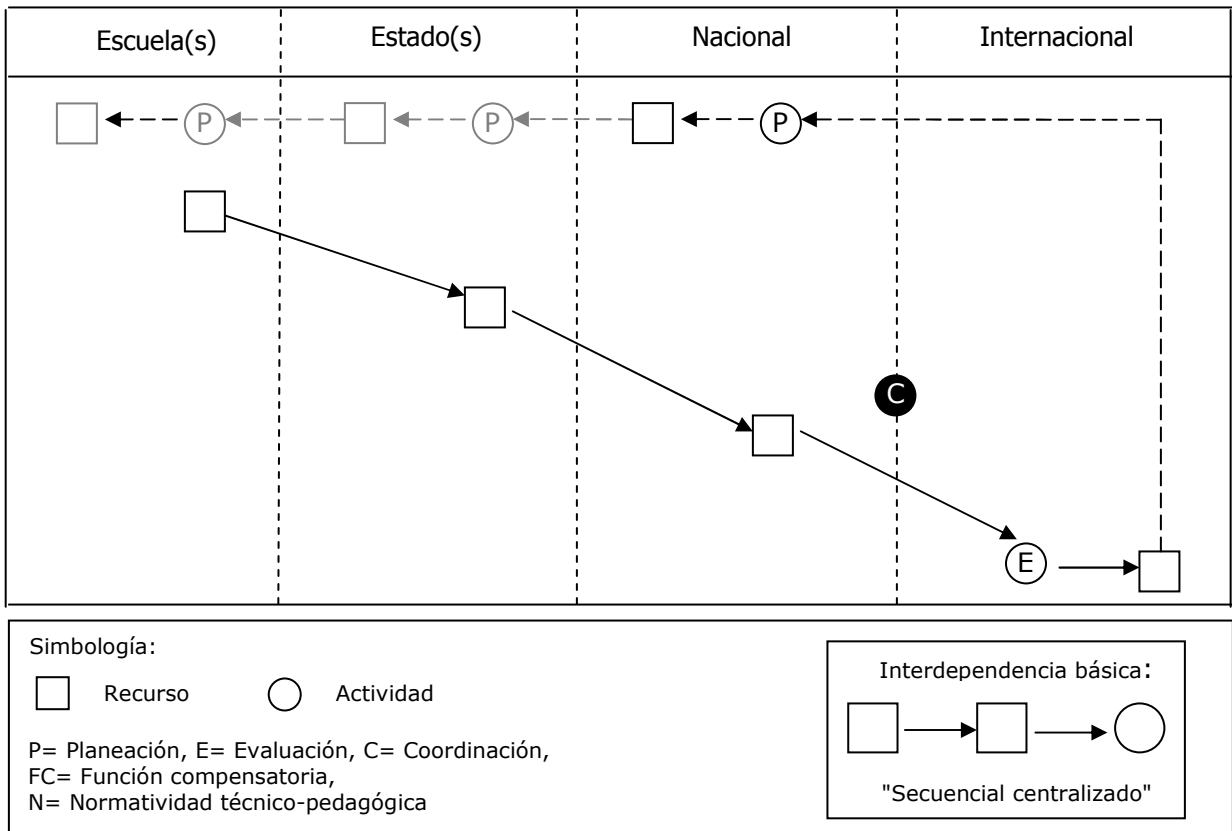 Escuela(s)
Estado(s)
Nacional
Internacional
P
P
P
C
E
Simbología:
Recurso
Actividad
P= Planeación, E= Evaluación, C= Coordinación,
FC= Función compensatoria,
N= Normatividad técnico-pedagógica
Interdependencia básica:
"Secuencial centralizado"